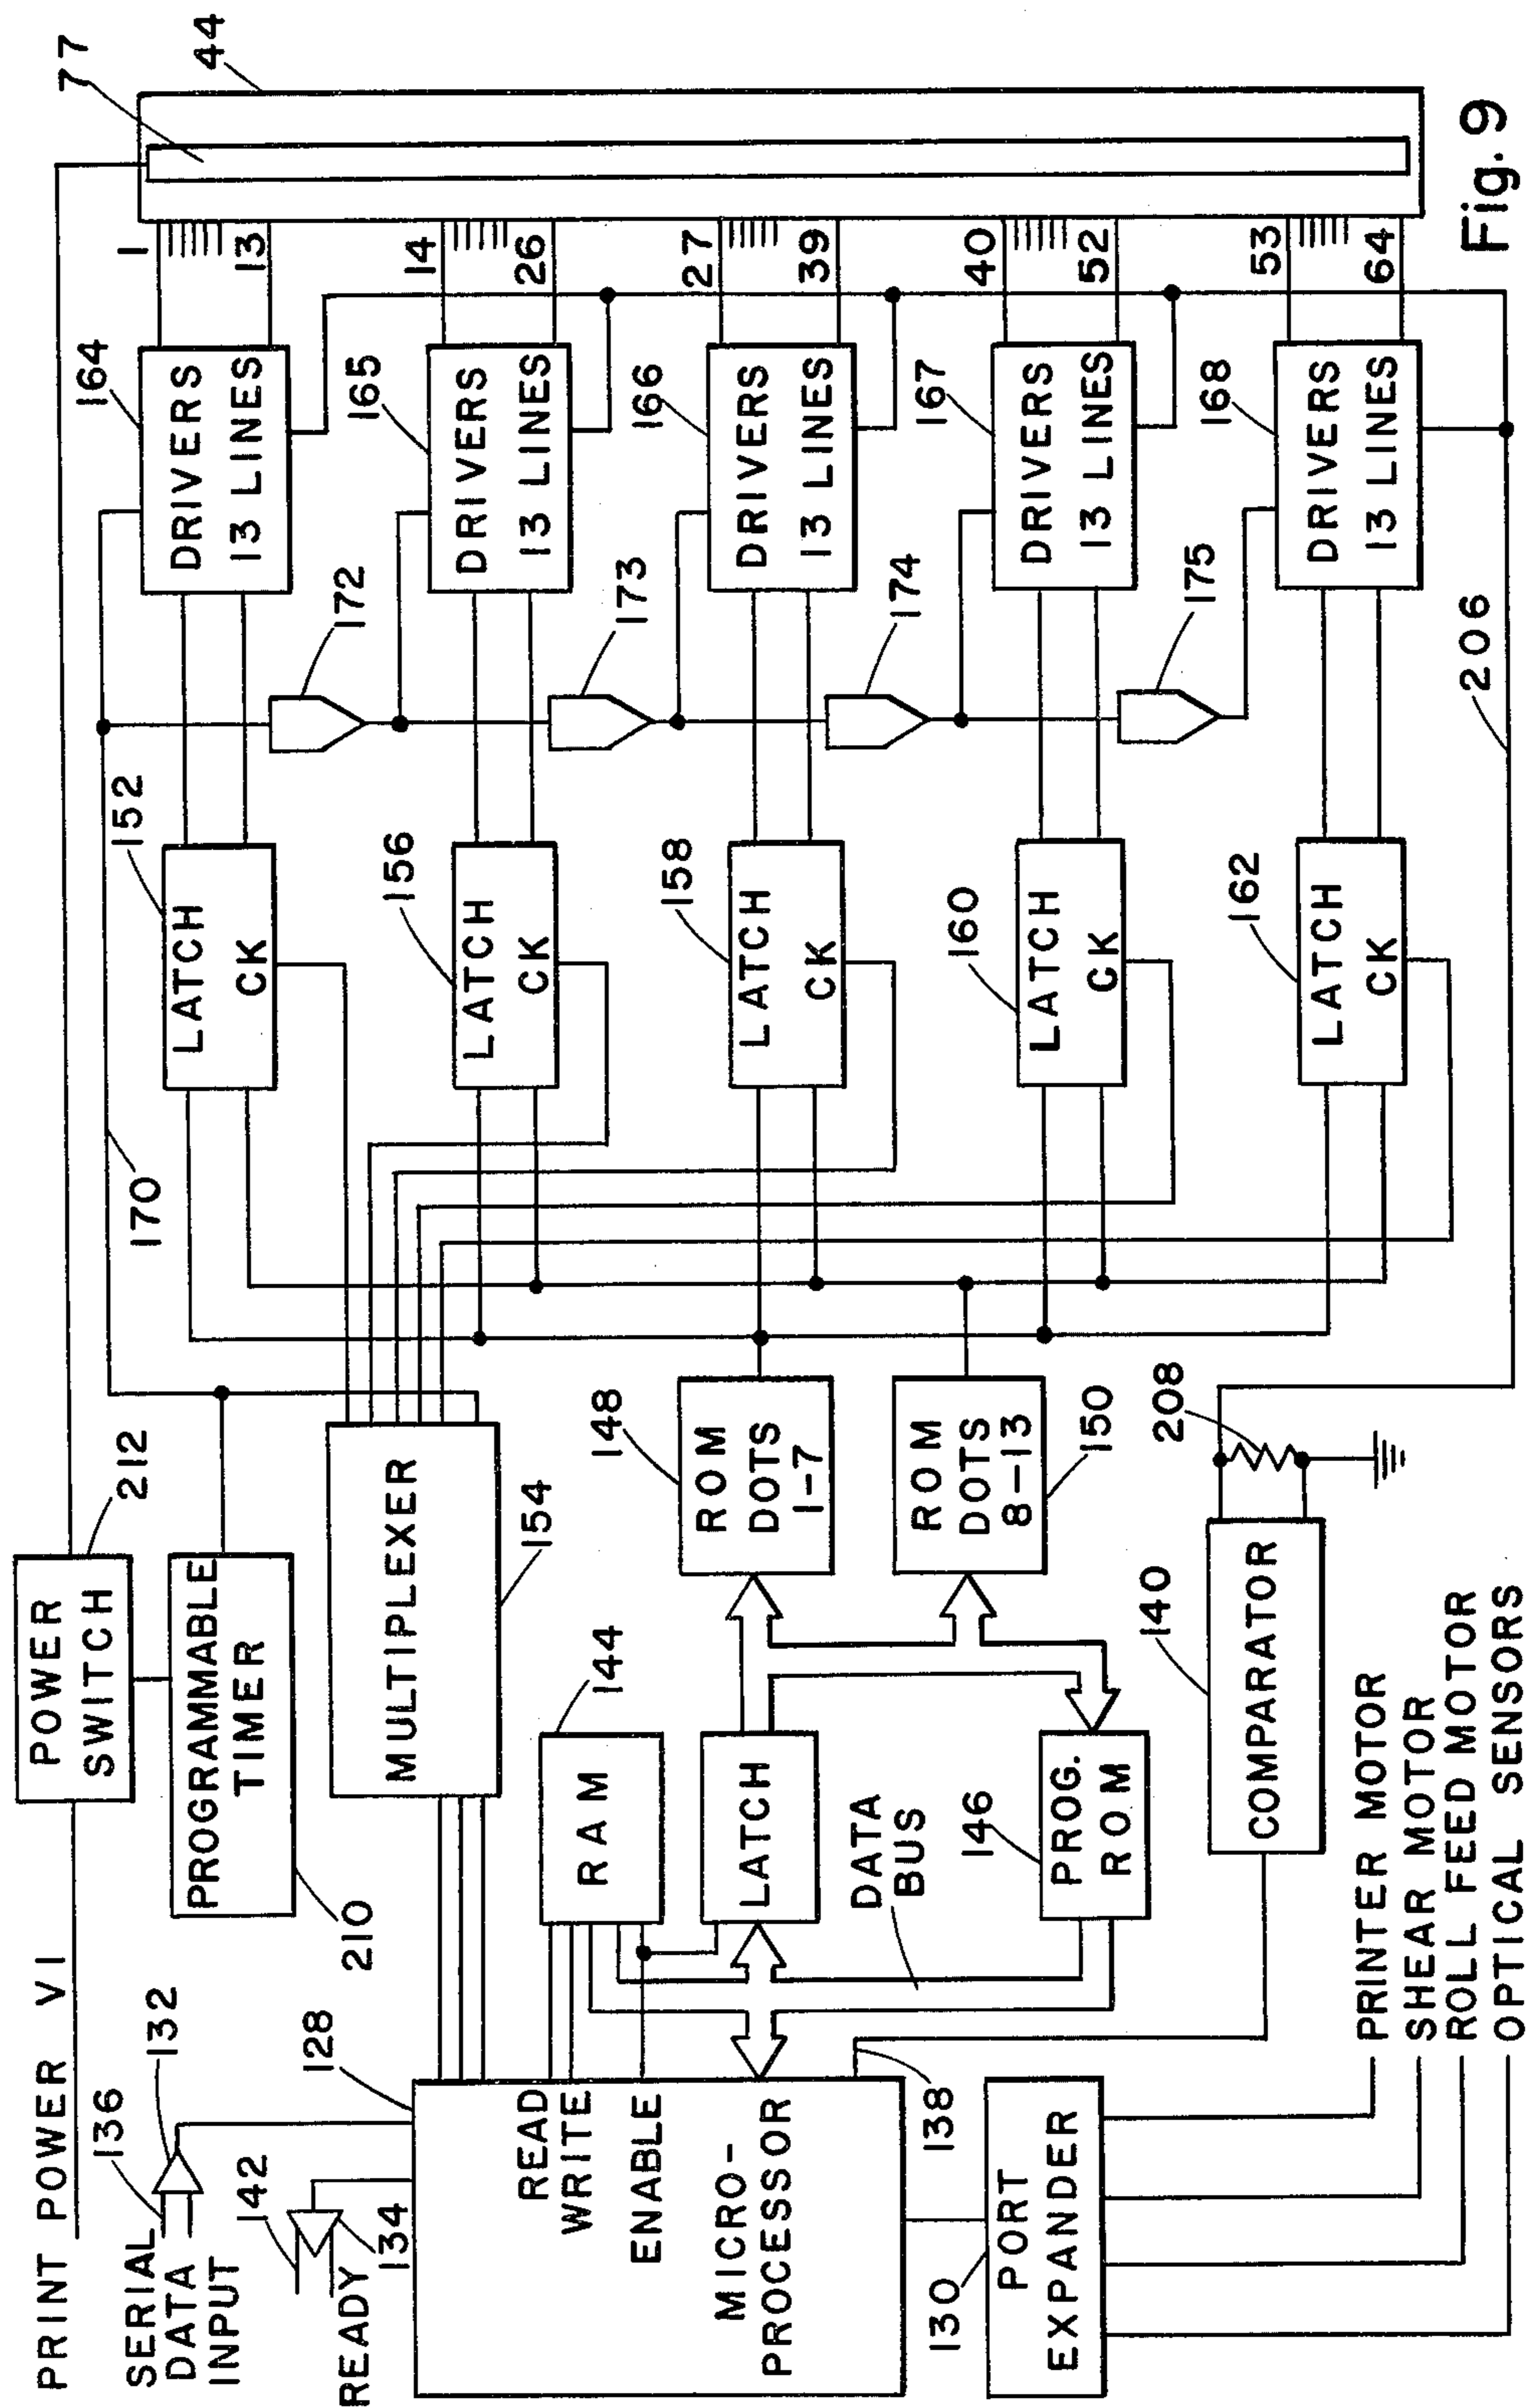 PRINT POWER V1
SERIAL
DATA
INPUT
136
132
READY
142
134
POWER
SWITCH
212
PROGRAMMABLE
TIMER
210
170
MULTIPLEXER
154
128
READ
WRITE
ENABLE
MICRO-
PROCESSOR
138
RAM
144
LATCH
DATA
BUS
PROG.
ROM
146
ROM
DOTS
1-7
148
ROM
DOTS
8-13
150
130
PORT
EXPANDER
COMPARATOR
140
208
PRINTER MOTOR
SHEAR MOTOR
ROLL FEED MOTOR
OPTICAL SENSORS
LATCH
CK
152
LATCH
CK
156
LATCH
CK
158
LATCH
CK
160
LATCH
CK
162
172
173
174
175
DRIVERS
13 LINES
164
DRIVERS
13 LINES
165
DRIVERS
13 LINES
166
DRIVERS
13 LINES
167
DRIVERS
13 LINES
168
206
1
13
14
26
27
39
40
52
53
64
77
44
Fig. 9